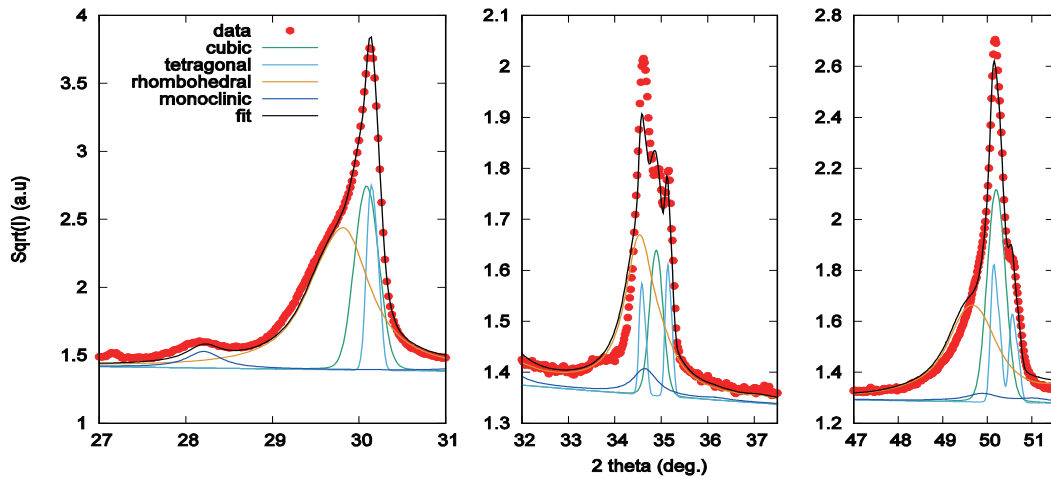 Sqrt(I) (a.u)
4
3.5
3
2.5
2
1.5
1
27 28 29 30 31
data
cubic
tetragonal
rhombohedral
monoclinic
fit
2.1
2
1.9
1.8
1.7
1.6
1.5
1.4
1.3
32 33 34 35 36 37
2 theta (deg.)
2.8
2.6
2.4
2.2
2
1.8
1.6
1.4
1.2
47 48 49 50 51